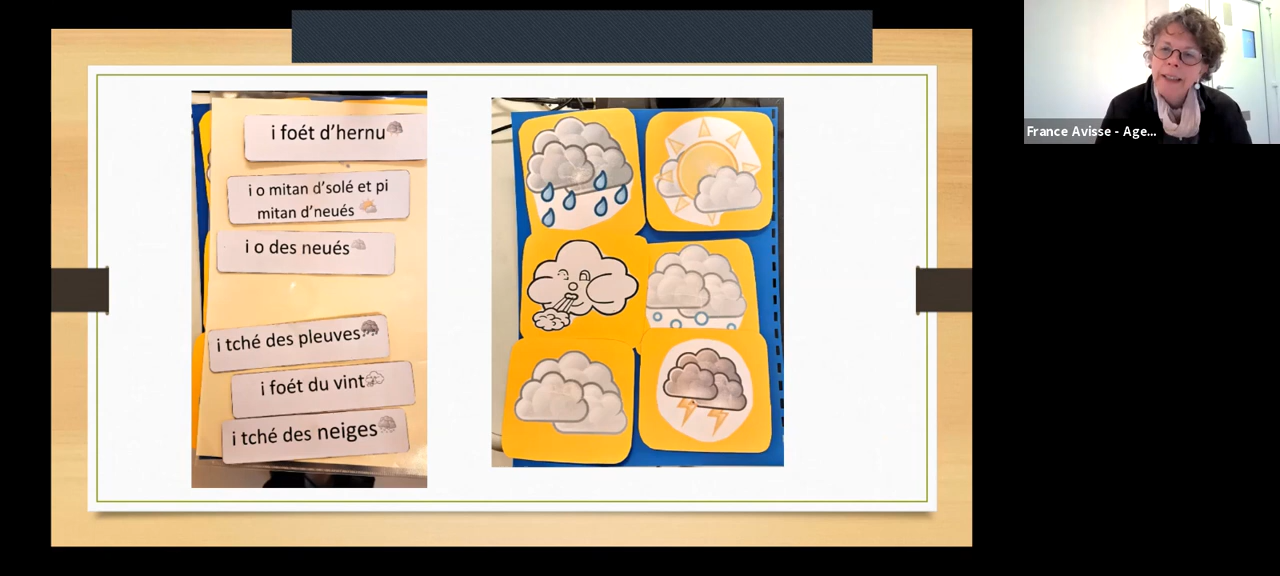 i foét d’hernu
i o mitan d’solé et pi
mitan d’neués
i o des neués
i tché des pleuves
i foét du vint
i tché des neiges
France Avisse - Age...